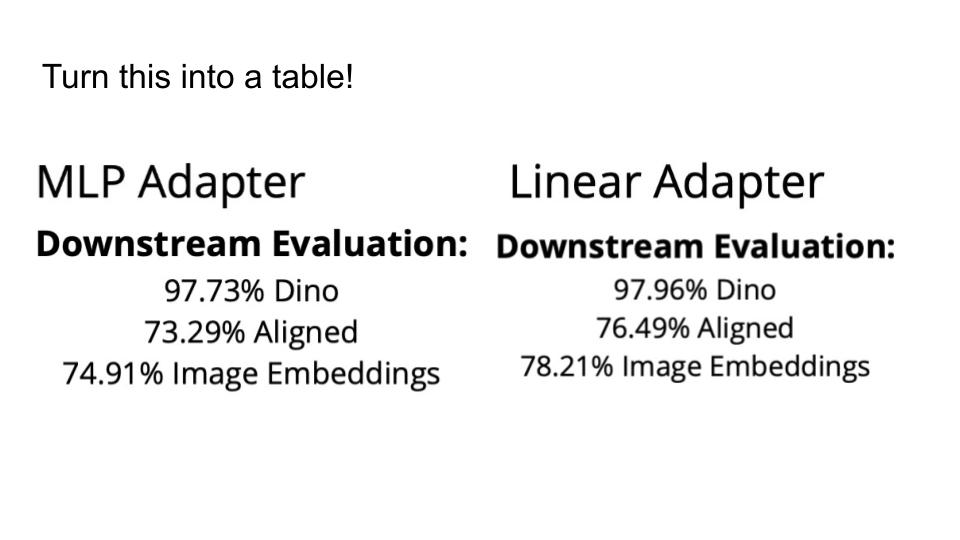 Turn this into a table!
MLP Adapter
Downstream Evaluation:
97.73% Dino
73.29% Aligned
74.91% Image Embeddings
Linear Adapter
Downstream Evaluation:
97.96% Dino
76.49% Aligned
78.21% Image Embeddings